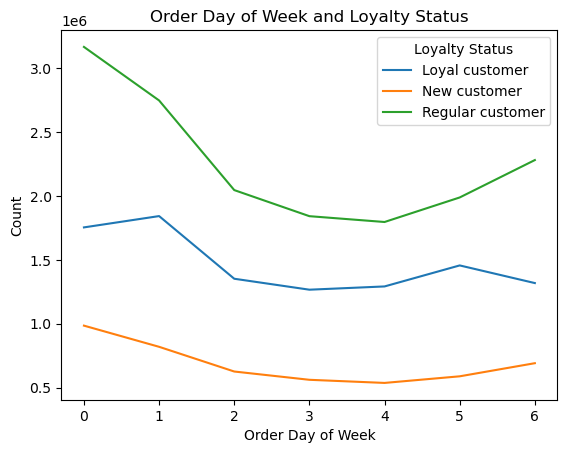 Order Day of Week and Loyalty Status
1e6
Loyalty Status
Loyal customer
New customer
Regular customer
3.0
2.5
2.0
1.5
1.0
0.5
Count
0 1 2 3 4 5 6
Order Day of Week